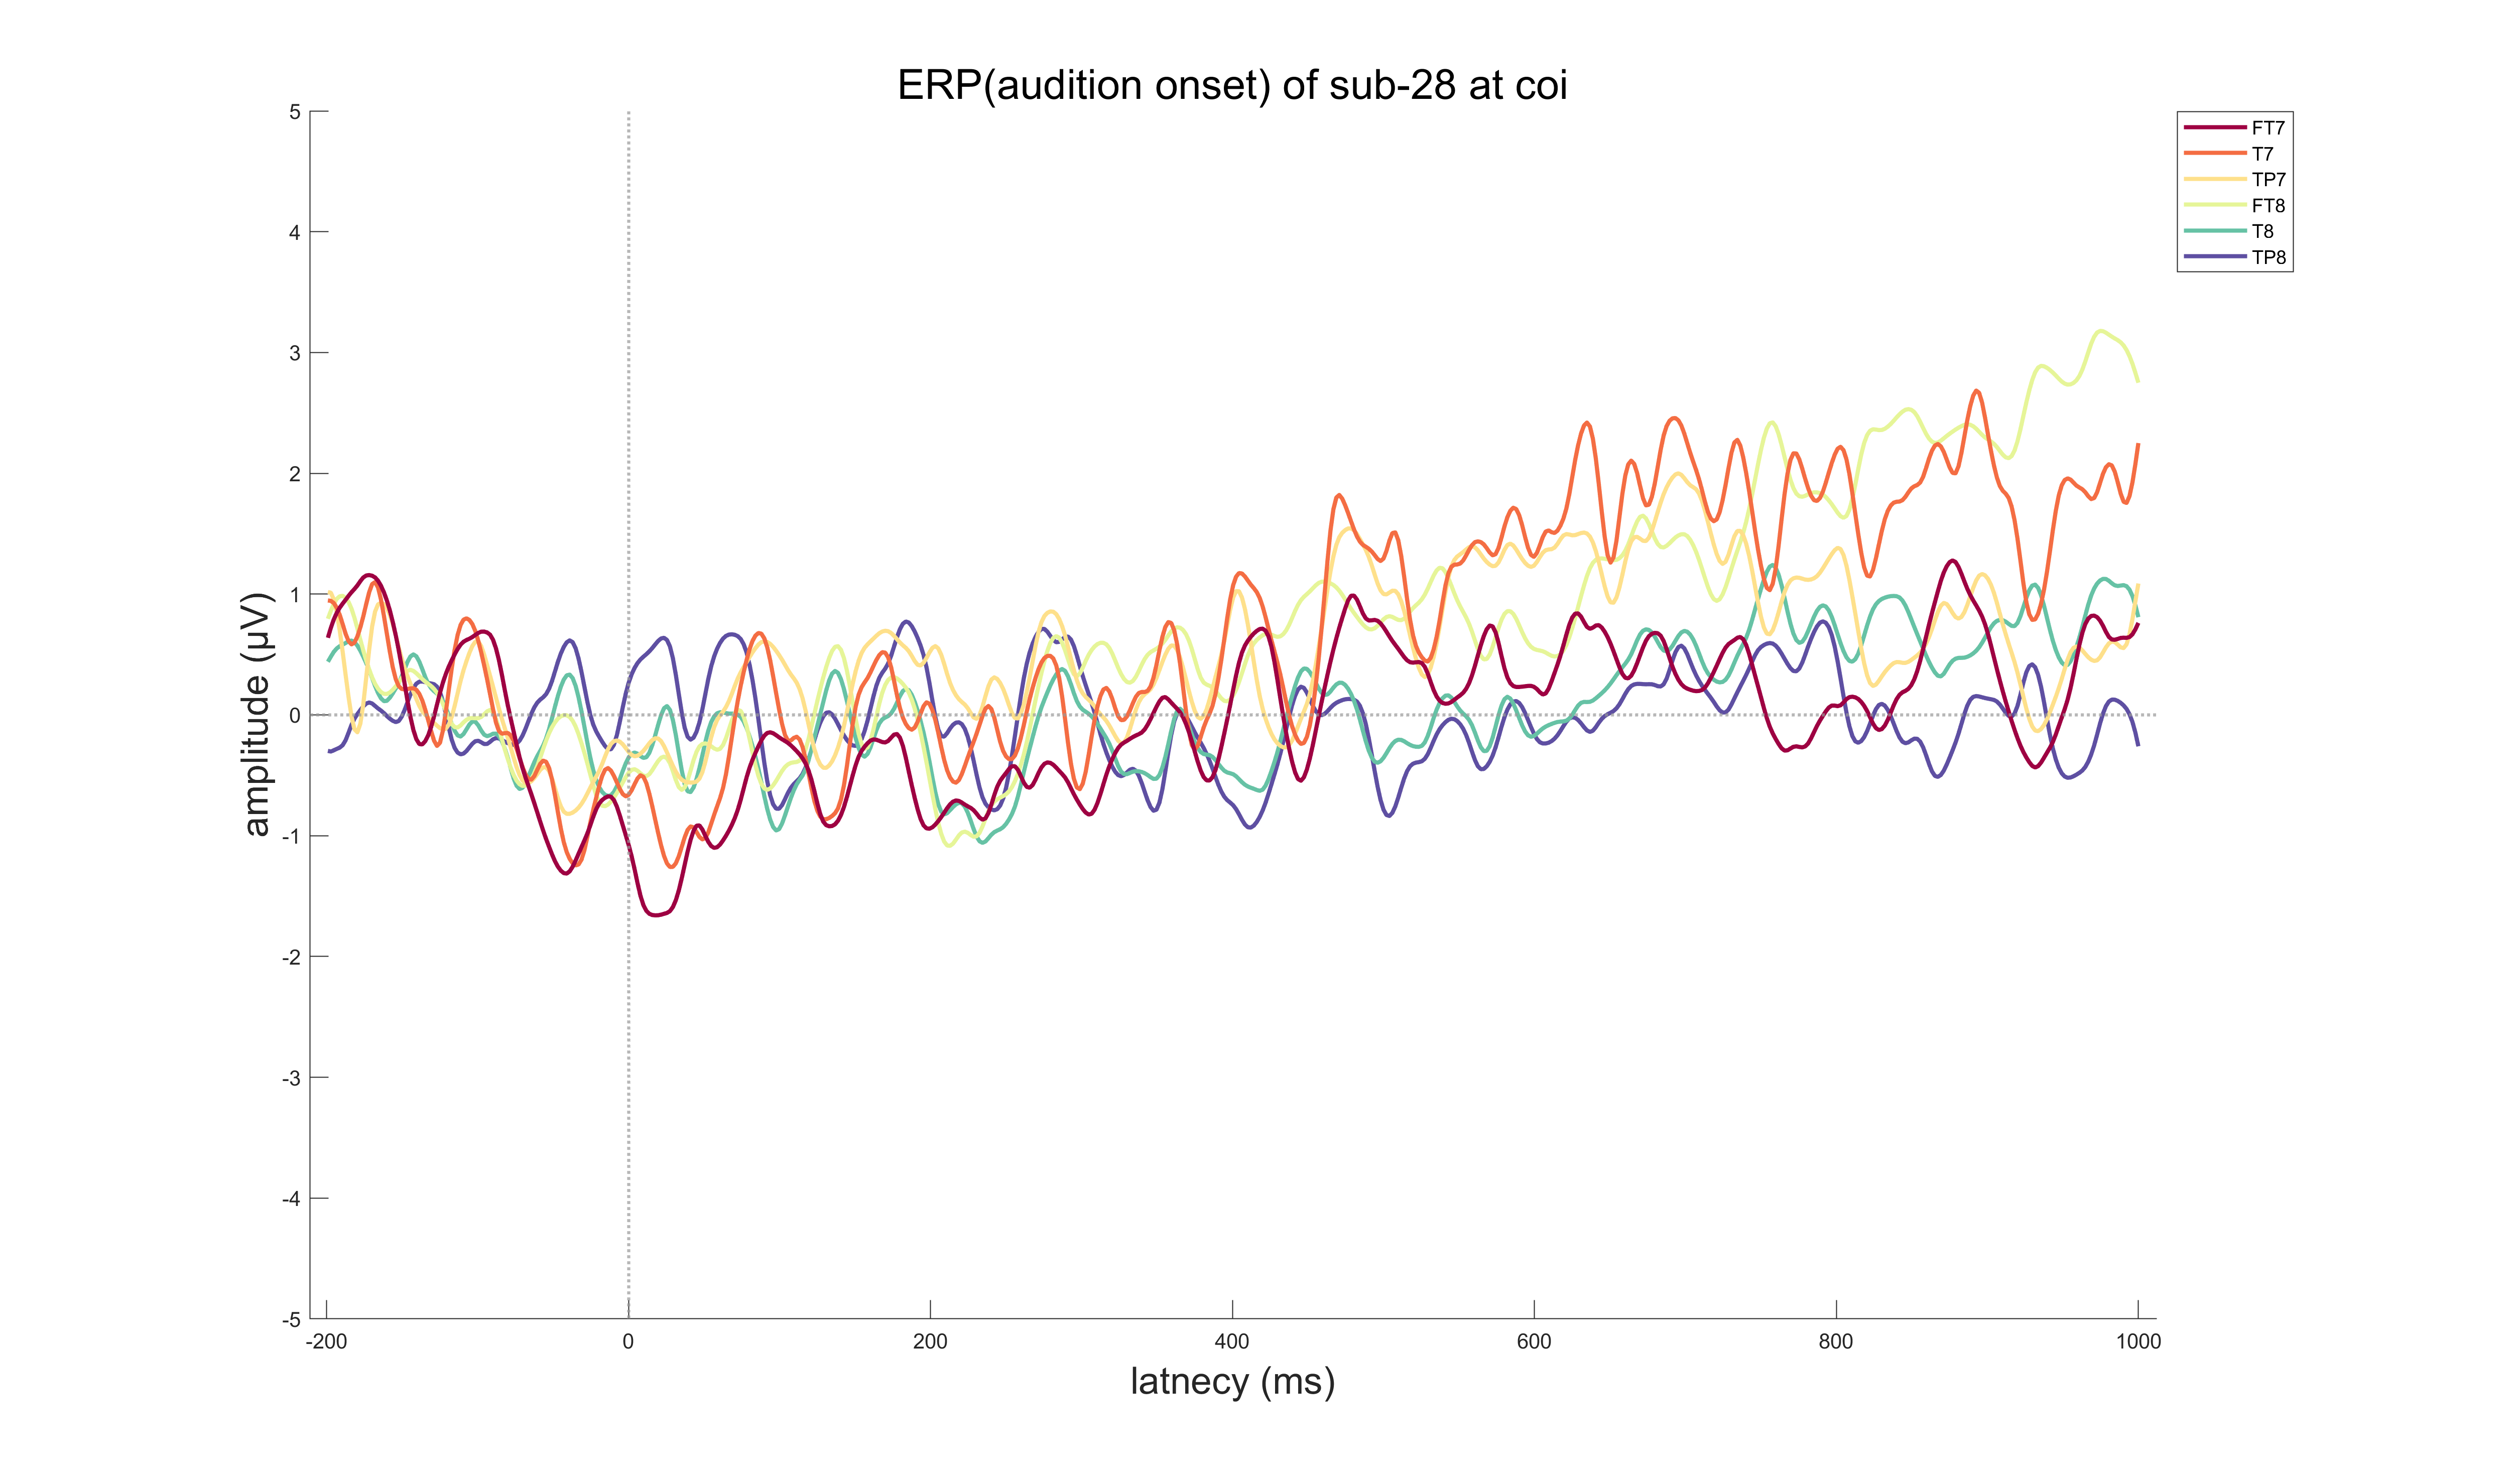 ERP(audition onset) of sub-28 at coi
FT7
T7
TP7
FT8
T8
TP8
5
4
3
2
1
0
-1
-2
-3
-4
-5
amplitude (µV)
-200
0
200
400
600
800
1000
latnecy (ms)